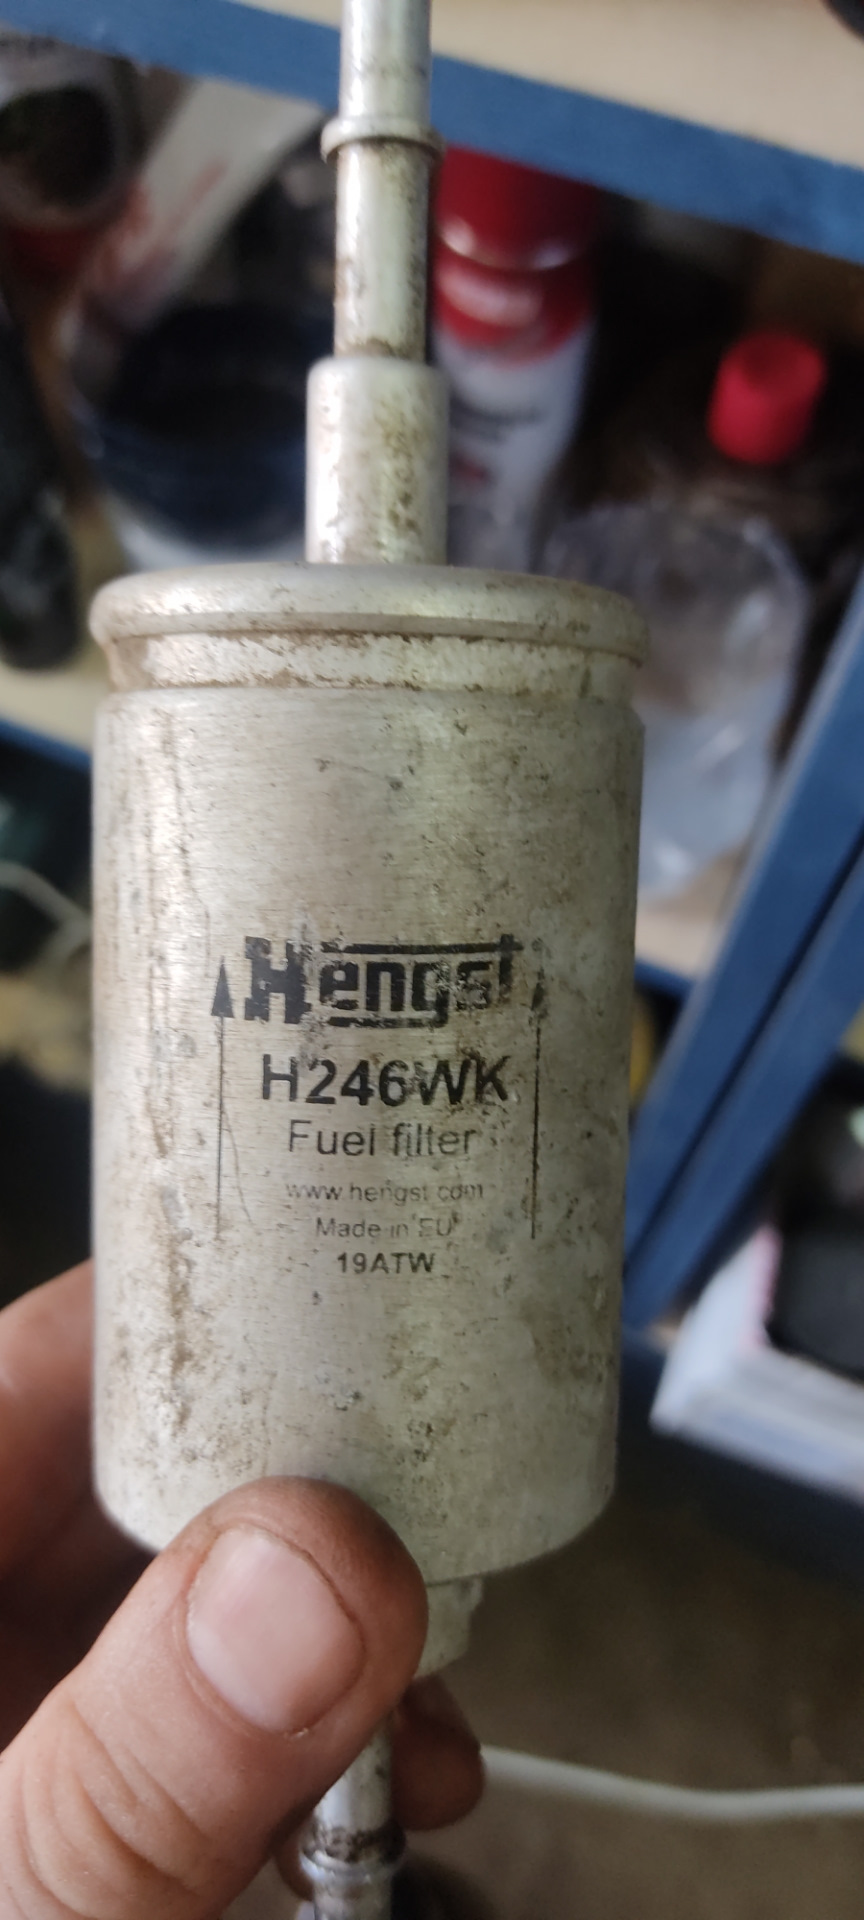 Hengst
H246WK
Fuel filter
www.hengst.com
Made in EU
19ATW